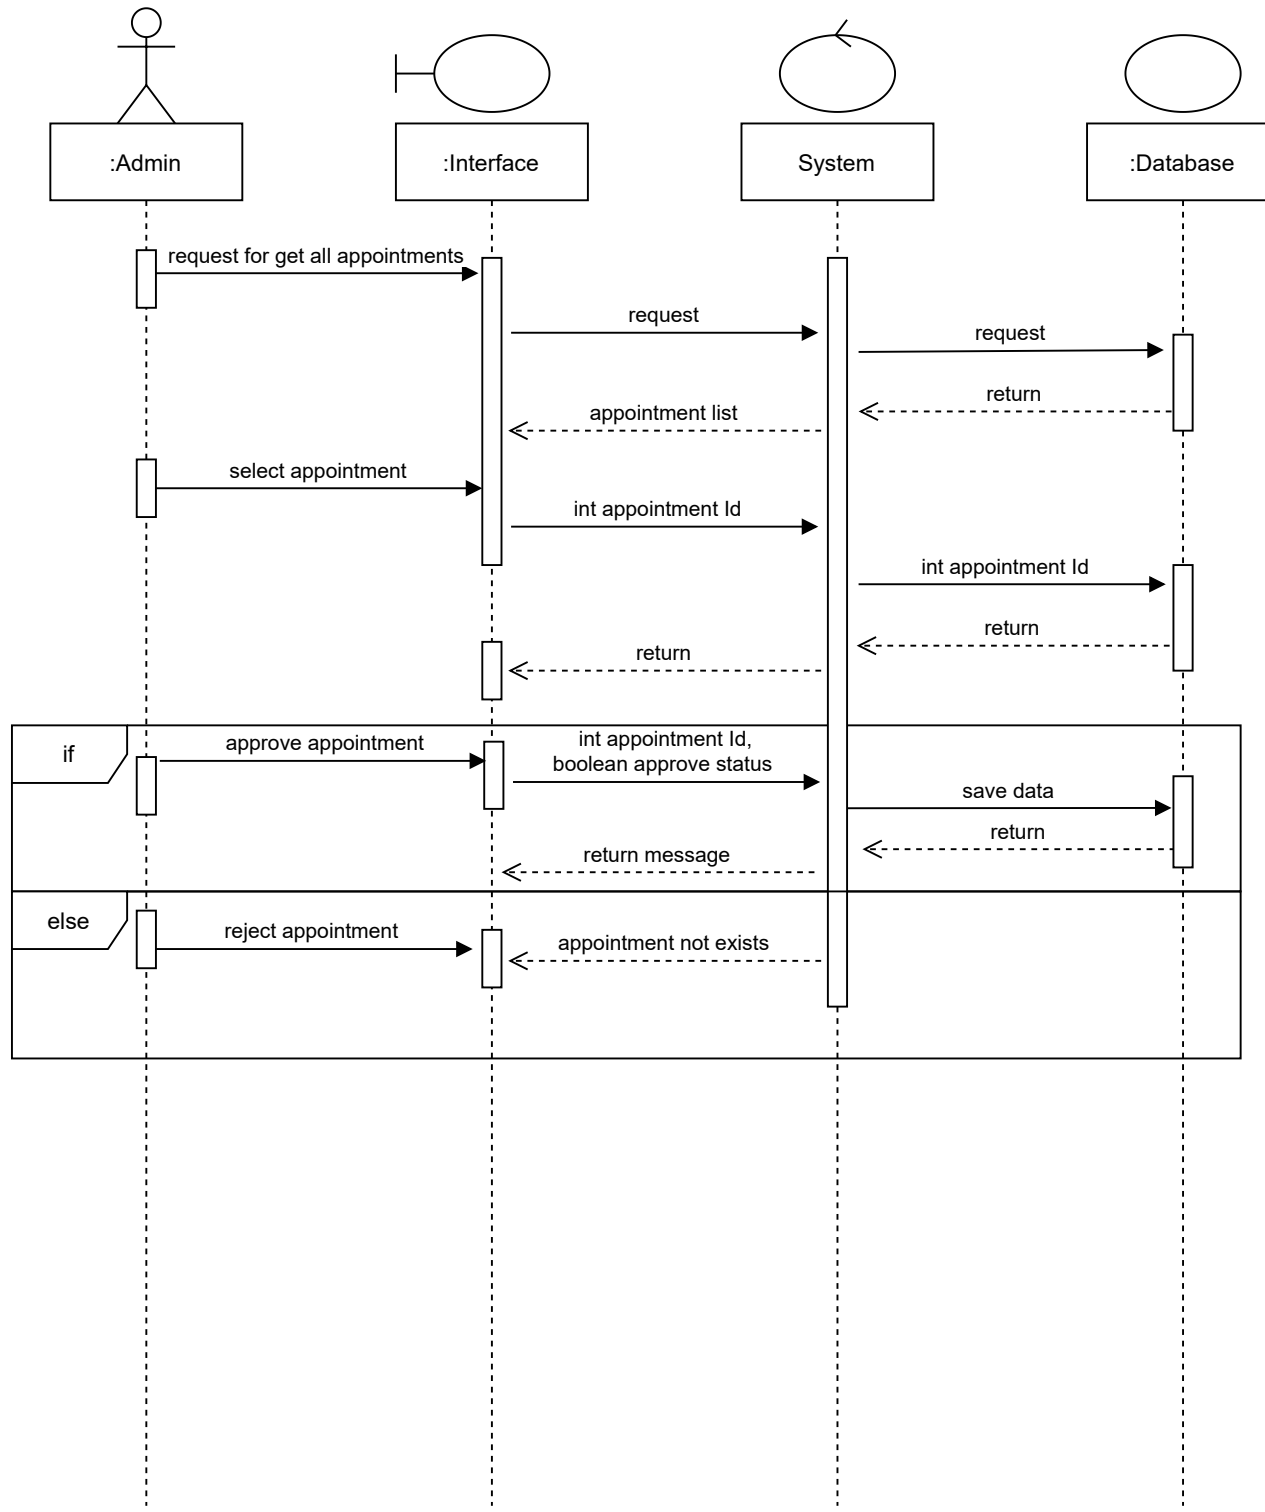 :Admin
:Interface
System
:Database
request for get all appointments
request
request
return
appointment list
select appointment
int appointment Id
int appointment Id
return
return
if
approve appointment
int appointment Id,
boolean approve status
save data
return
return message
else
reject appointment
appointment not exists